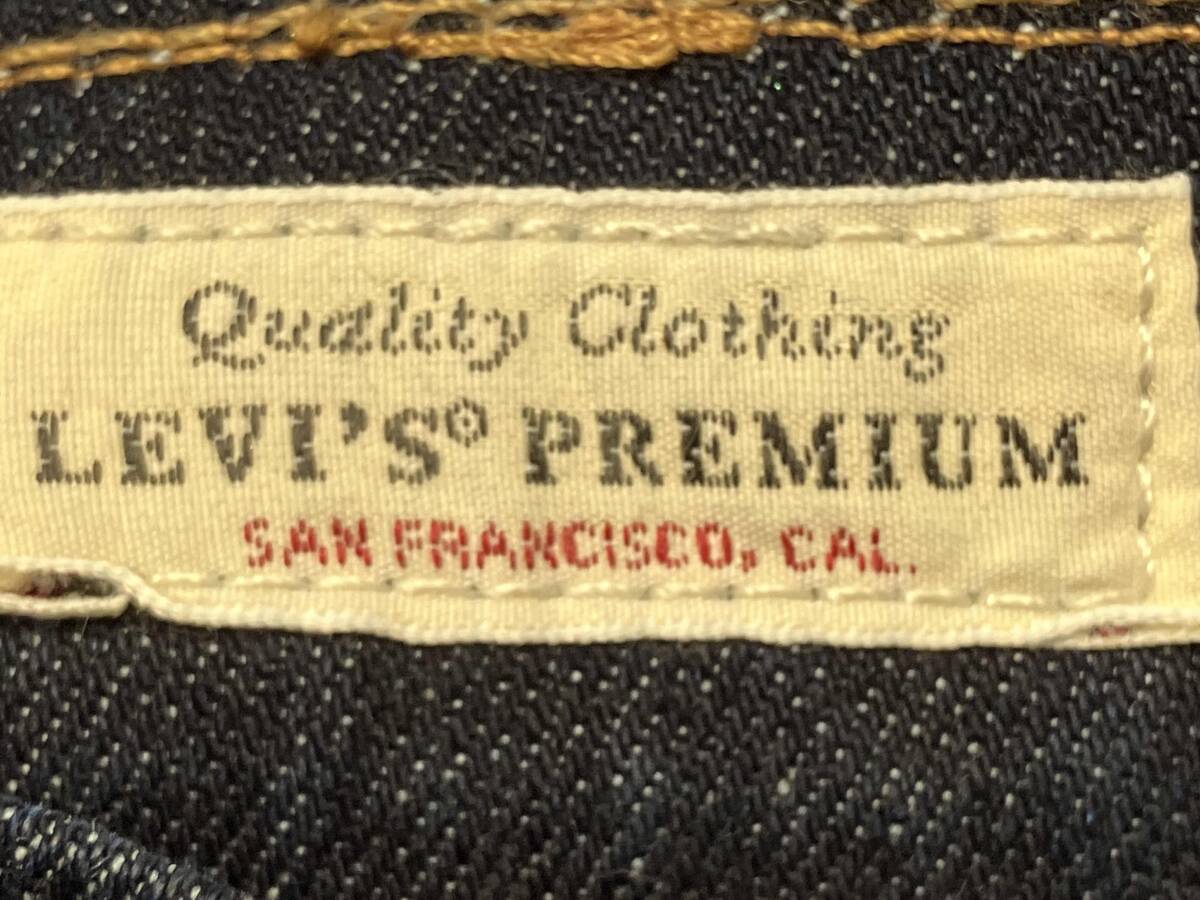 Quality Clothing
LEVI'S® PREMIUM
SAN FRANCISCO, CAL.